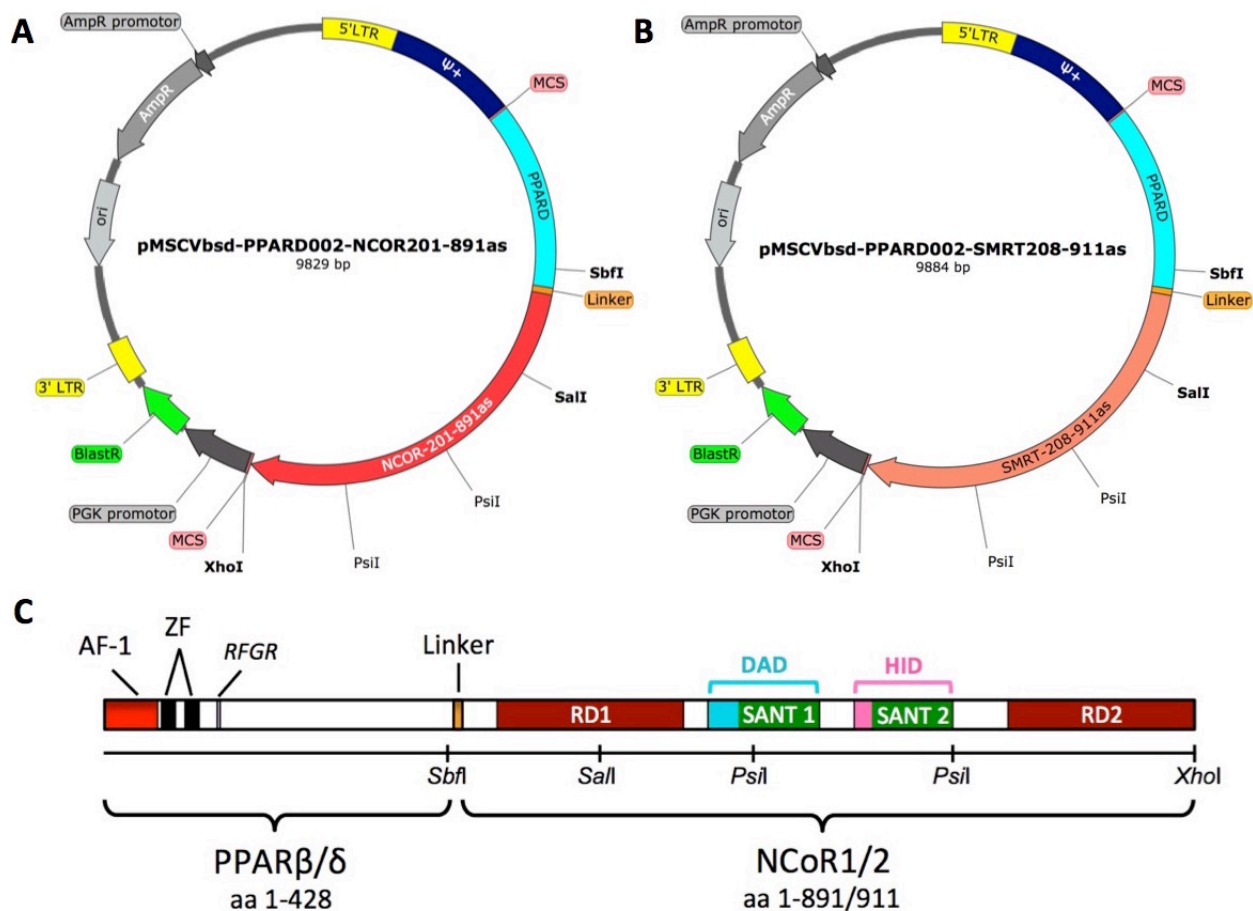 A
AmpR promotor
5'LTR
Ψ+
MCS
AmpR
PPARD
ori
pMSCVbsd-PPARD002-NCOR201-891as
9829 bp
SbfI
Linker
3' LTR
SalI
BlastR
NCOR-201-891as
PGK promotor
PsiI
MCS
PsiI
XhoI
B
AmpR promotor
5'LTR
Ψ+
MCS
AmpR
PPARD
ori
pMSCVbsd-PPARD002-SMRT208-911as
9884 bp
SbfI
Linker
3' LTR
SalI
BlastR
SMRT-208-911as
PGK promotor
PsiI
MCS
PsiI
XhoI
C
AF-1
ZF
RFGR
Linker
DAD
HID
RD1
SANT 1
SANT 2
RD2
SbfI
SalI
PsiI
PsiI
XhoI
PPARβ/δ
aa 1-428
NCoR1/2
aa 1-891/911